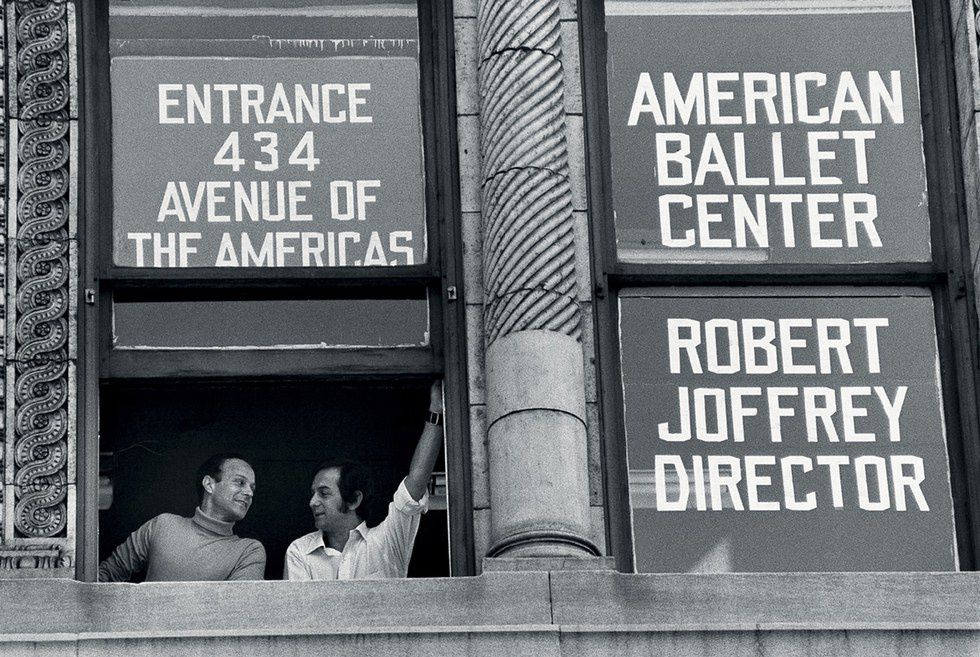 ENTRANCE
434
AVENUE OF
THE AMERICAS
AMERICAN
BALLET
CENTER
ROBERT
JOFFREY
DIRECTOR